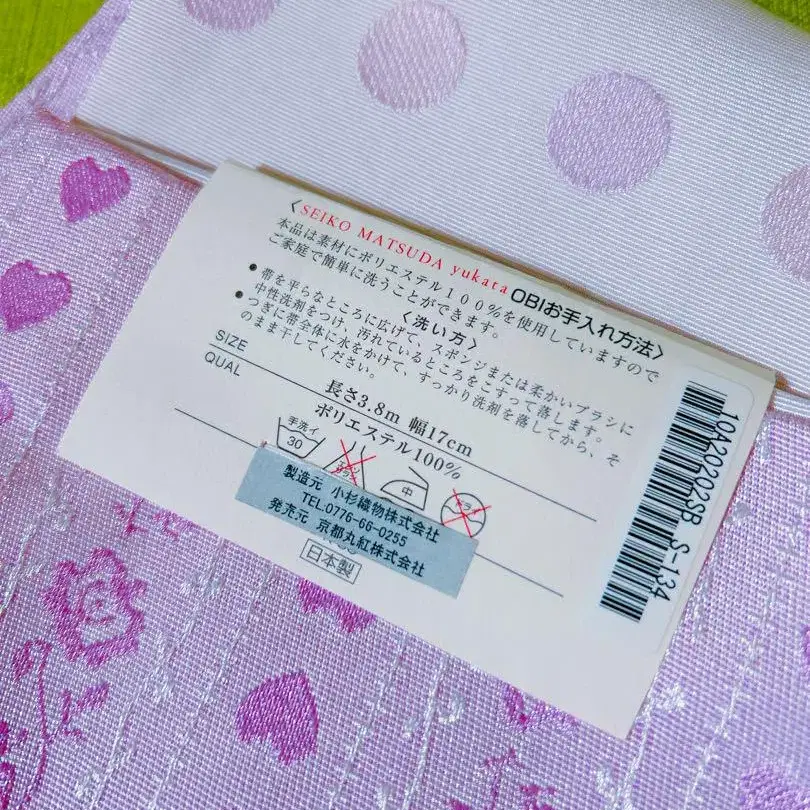 〈SEIKO MATSUDA yukata OBIお手入れ方法〉
本品は素材にポリエステル100%を使用していますので
ご家庭で簡単に洗うことができます。
〈洗い方〉
●帯を平らなところに広げて、スポンジまたは柔かいブラシに
中性洗剤をつけ、汚れているところをこすって落します。
●つぎに帯全体に水をかけて、すっかり洗剤を落してから、そ
のまま干してください。
SIZE
長さ3.8m 幅17cm
QUAL
ポリエステル100%
手洗イ
30
中
ドライ
製造元 小杉織物株式会社
TEL.0776-66-0255
発売元 京都丸紅株式会社
日本製
10A20202SB S-134